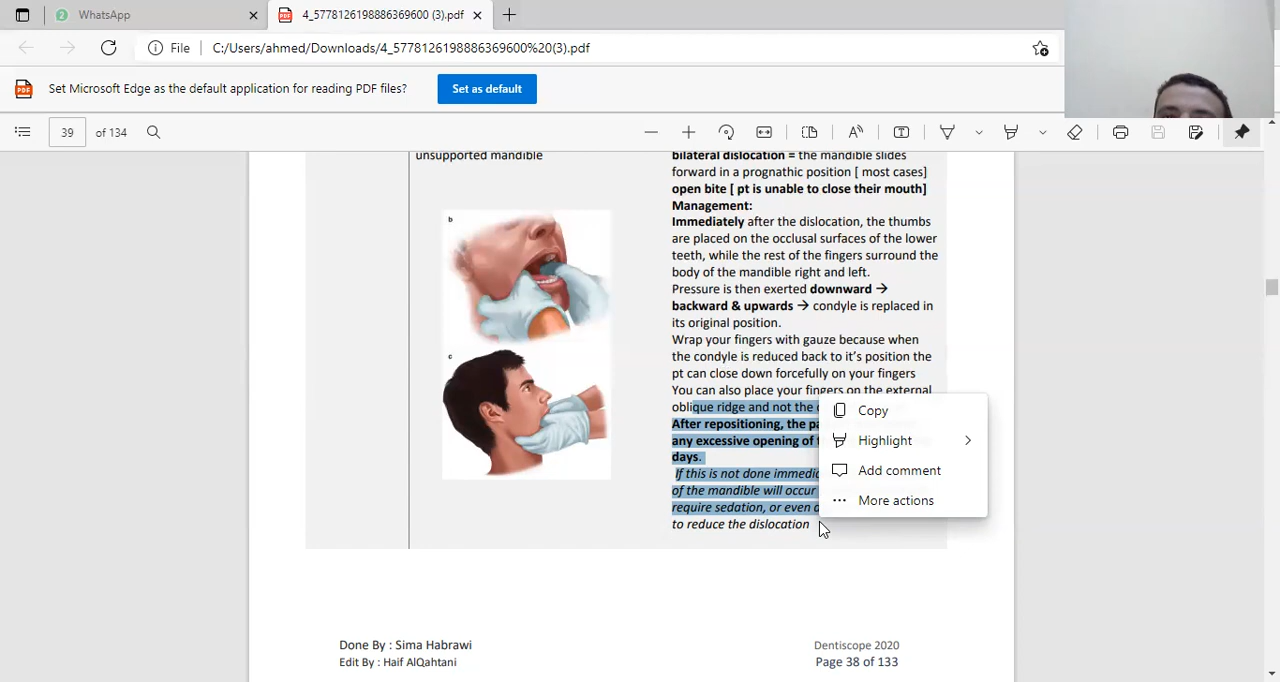 2 WhatsApp
4_5778126198886369600 (3).pdf
File C:/Users/ahmed/Downloads/4_5778126198886369600%20(3).pdf
PDF Set Microsoft Edge as the default application for reading PDF files? Set as default
39 of 134
unsupported mandible
b
c
bilateral dislocation = the mandible slides
forward in a prognathic position [ most cases]
open bite [ pt is unable to close their mouth]
Management:
Immediately after the dislocation, the thumbs
are placed on the occlusal surfaces of the lower
teeth, while the rest of the fingers surround the
body of the mandible right and left.
Pressure is then exerted downward →
backward & upwards → condyle is replaced in
its original position.
Wrap your fingers with gauze because when
the condyle is reduced back to it's position the
pt can close down forcefully on your fingers
You can also place your fingers on the external
oblique ridge and not the
After repositioning, the
any excessive opening of
days.
If this is not done
of the mandible will occur
require sedation, or even
to reduce the dislocation
Copy
Highlight
Add comment
More actions
Done By : Sima Habrawi
Edit By : Haif AlQahtani
Dentiscope 2020
Page 38 of 133